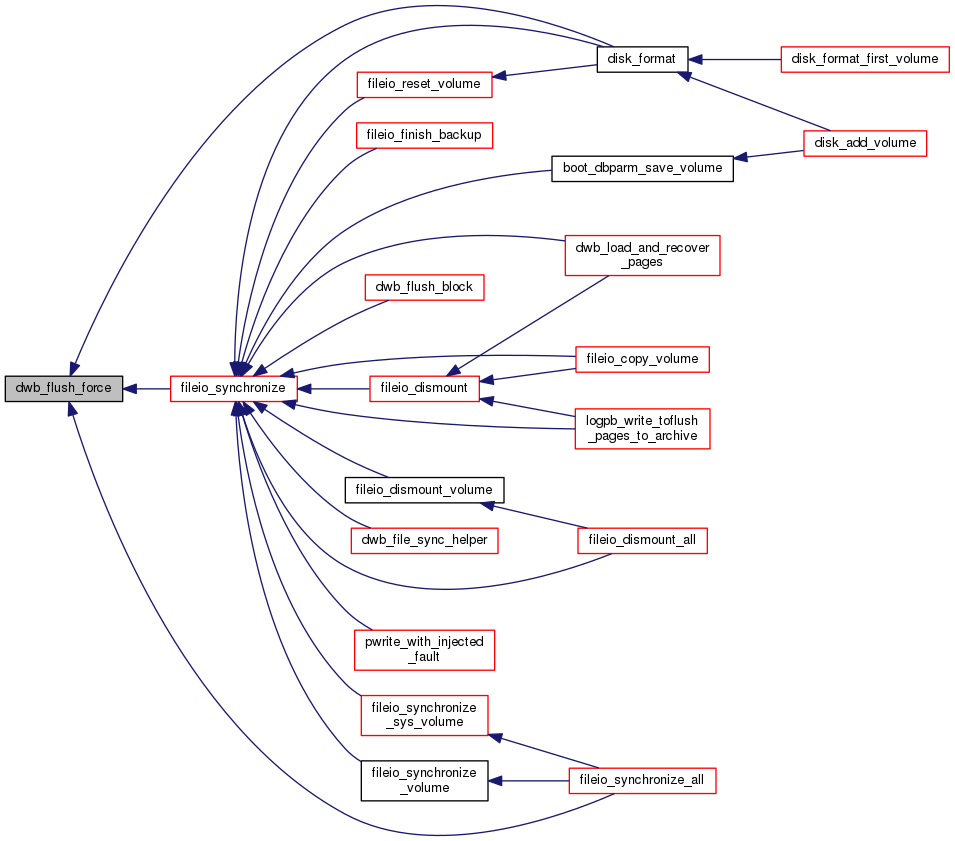 disk_format
disk_format_first_volume
fileio_reset_volume
fileio_finish_backup
disk_add_volume
boot_dbparm_save_volume
dwb_load_and_recover
_pages
dwb_flush_block
fileio_copy_volume
dwb_flush_force
fileio_synchronize
fileio_dismount
logpb_write_toflush
_pages_to_archive
fileio_dismount_volume
dwb_file_sync_helper
fileio_dismount_all
pwrite_with_injected
_fault
fileio_synchronize
_sys_volume
fileio_synchronize
_volume
fileio_synchronize_all